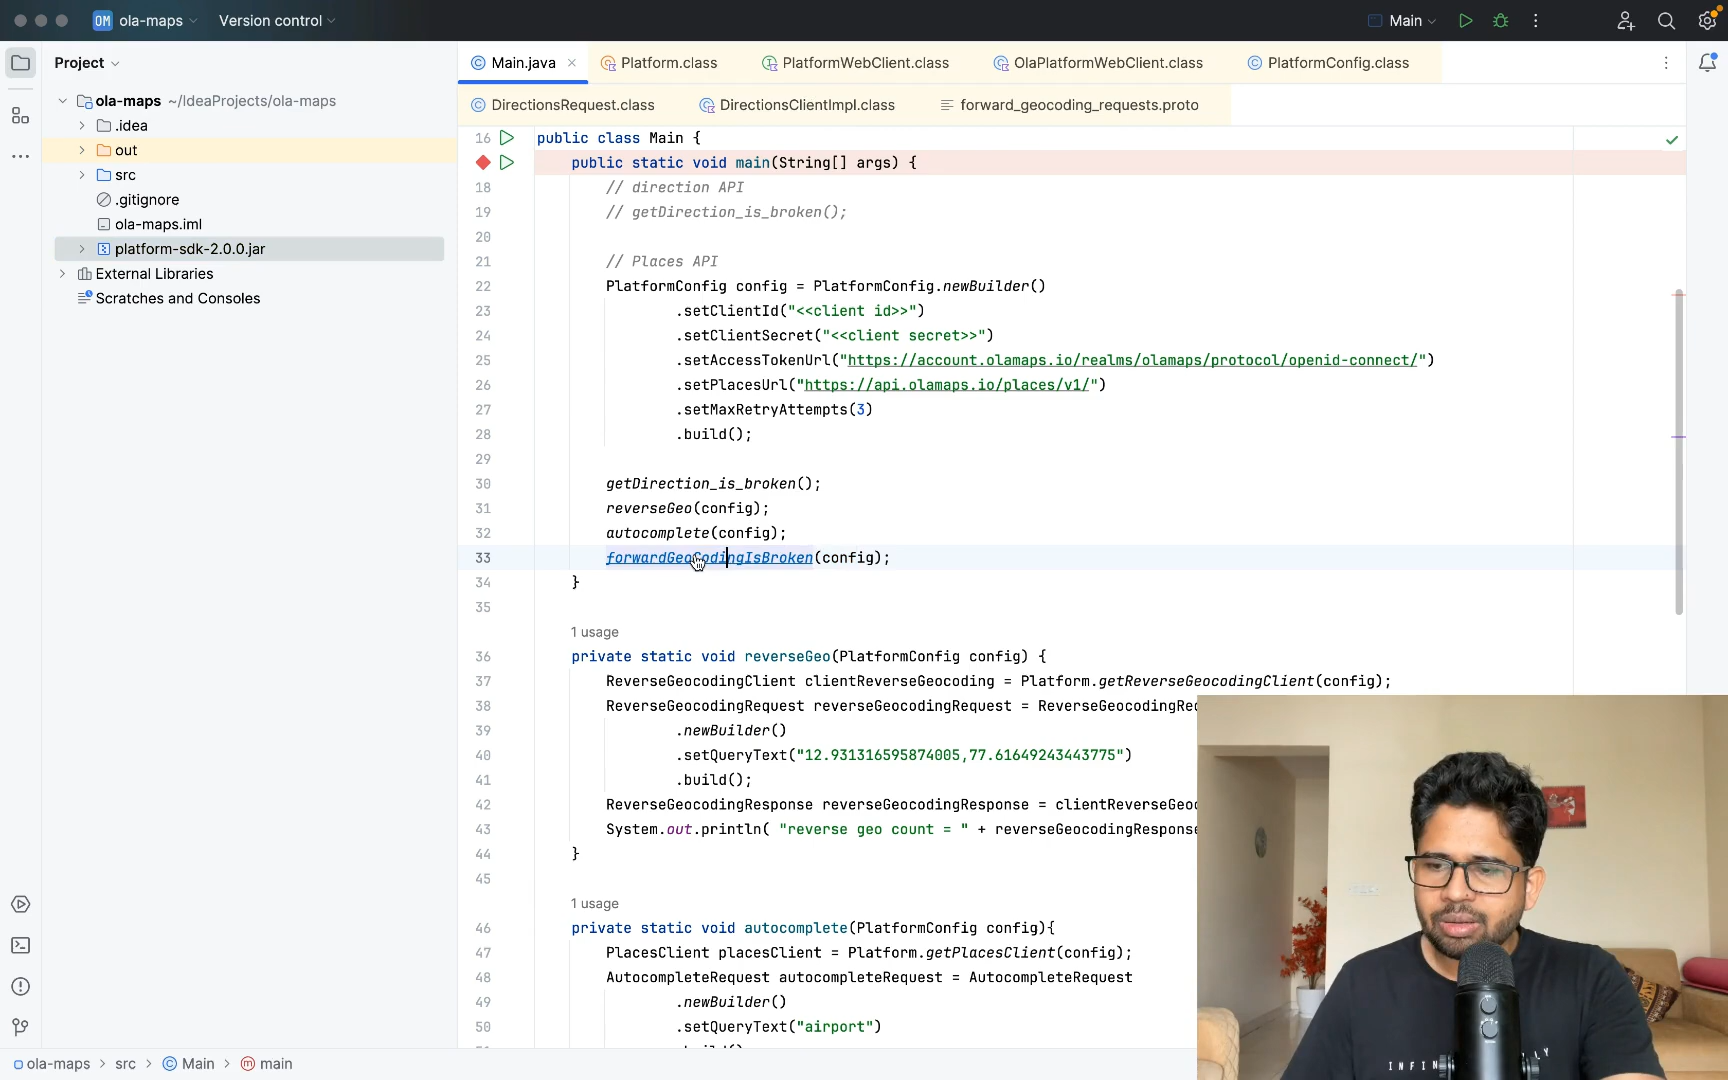 OM ola-maps Version control Main
Project
Main.java Platform.class PlatformWebClient.class OlaPlatformWebClient.class PlatformConfig.class
DirectionsRequest.class DirectionsClientImpl.class forward_geocoding_requests.proto
ola-maps ~/IdeaProjects/ola-maps
.idea
out
src
.gitignore
ola-maps.iml
platform-sdk-2.0.0.jar
External Libraries
Scratches and Consoles
16 public class Main {
public static void main(String[] args) {
18 // direction API
19 // getDirection_is_broken();
20
21 // Places API
22 PlatformConfig config = PlatformConfig.newBuilder()
23 .setClientId("<<client id>>")
24 .setClientSecret("<<client secret>>")
25 .setAccessTokenUrl("https://account.olamaps.io/realms/olamaps/protocol/openid-connect/")
26 .setPlacesUrl("https://api.olamaps.io/places/v1/")
27 .setMaxRetryAttempts(3)
28 .build();
29
30 getDirection_is_broken();
31 reverseGeo(config);
32 autocomplete(config);
33 forwardGeoCodingIsBroken(config);
34 }
35
1 usage
36 private static void reverseGeo(PlatformConfig config) {
37 ReverseGeocodingClient clientReverseGeocoding = Platform.getReverseGeocodingClient(config);
38 ReverseGeocodingRequest reverseGeocodingRequest = ReverseGeocodingReq
39 .newBuilder()
40 .setQueryText("12.931316595874005,77.61649243443775")
41 .build();
42 ReverseGeocodingResponse reverseGeocodingResponse = clientReverseGeoc
43 System.out.println( "reverse geo count = " + reverseGeocodingResponse
44 }
45
1 usage
46 private static void autocomplete(PlatformConfig config){
47 PlacesClient placesClient = Platform.getPlacesClient(config);
48 AutocompleteRequest autocompleteRequest = AutocompleteRequest
49 .newBuilder()
50 .setQueryText("airport")
ola-maps > src > Main > main